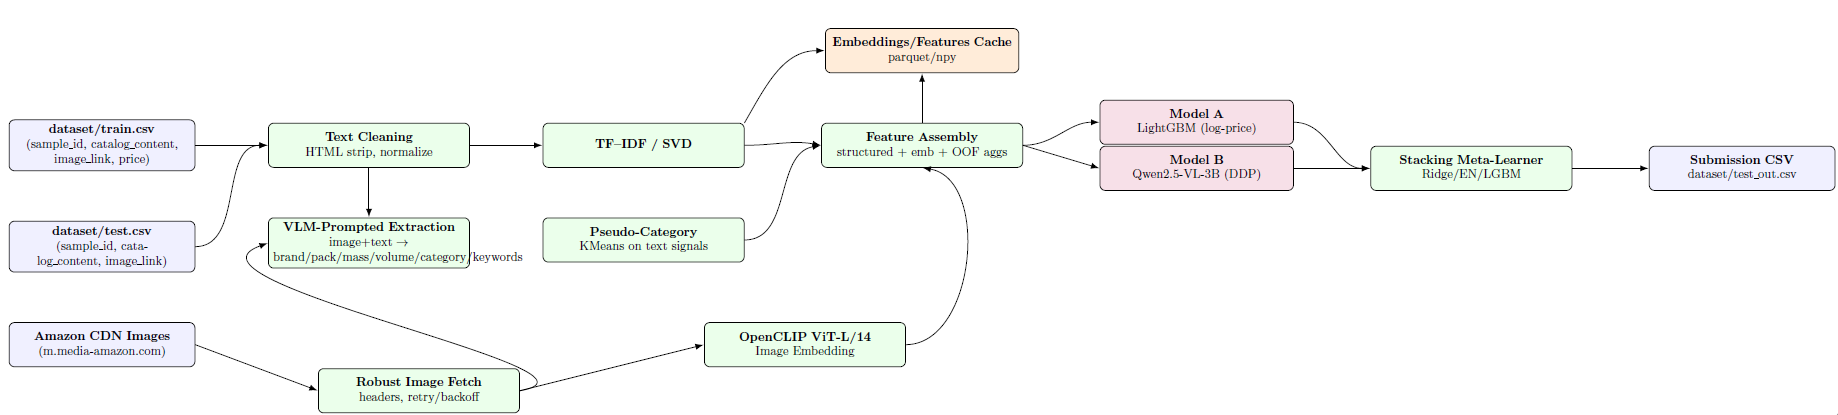 Embeddings/Features Cache
parquet/npy
dataset/train.csv
(sample_id, catalog_content,
image_link, price)
Text Cleaning
HTML strip, normalize
TF–IDF / SVD
Feature Assembly
structured + emb + OOF aggs
Model A
LightGBM (log-price)
Model B
Qwen2.5-VL-3B (DDP)
Stacking Meta-Learner
Ridge/EN/LGBM
Submission CSV
dataset/test_out.csv
dataset/test.csv
(sample_id, cata-
log_content, image_link)
VLM-Prompted Extraction
image+text →
brand/pack/mass/volume/category/keywords
Pseudo-Category
KMeans on text signals
Amazon CDN Images
(m.media-amazon.com)
OpenCLIP ViT-L/14
Image Embedding
Robust Image Fetch
headers, retry/backoff